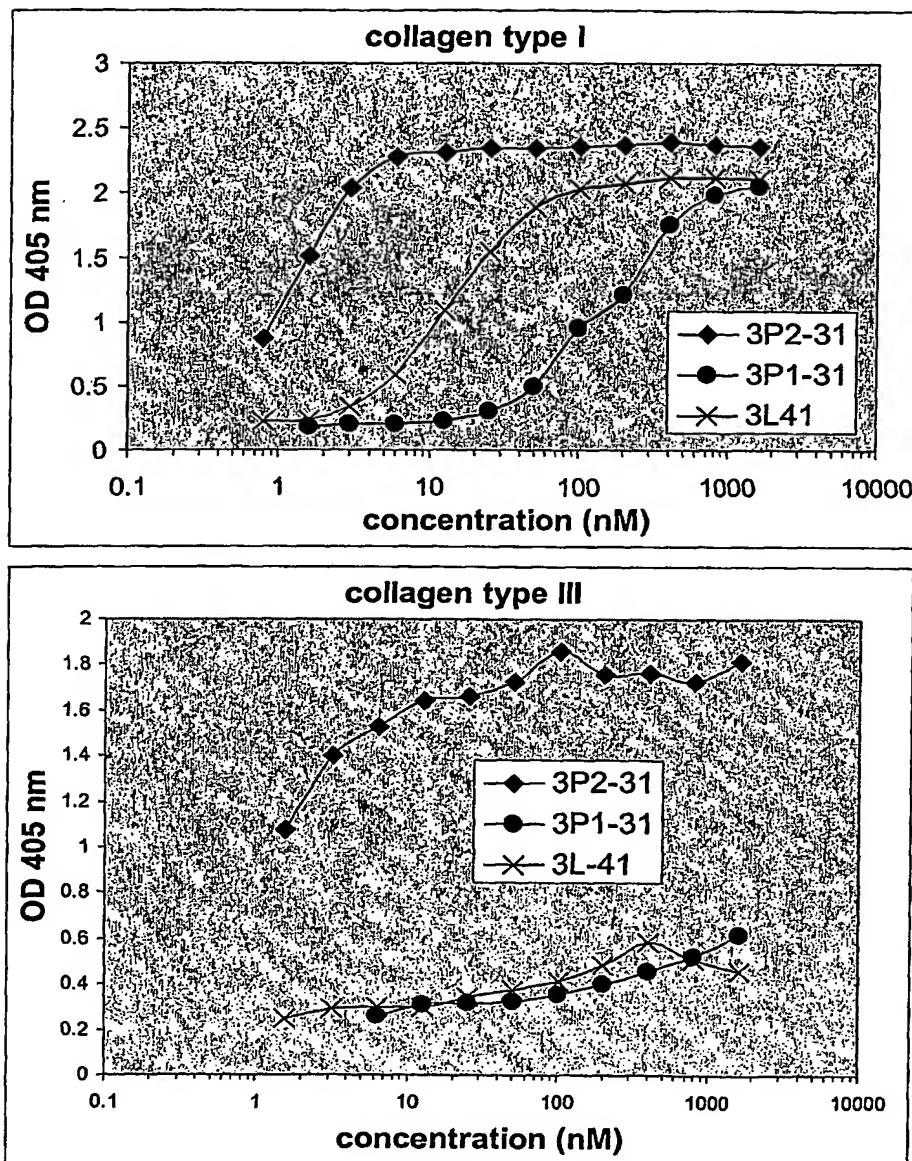 collagen type I
3
2.5
2
1.5
1
0.5
0
OD 405 nm
3P2-31
3P1-31
3L41
0.1 1 10 100 1000 10000
concentration (nM)
collagen type III
2
1.8
1.6
1.4
1.2
1
0.8
0.6
0.4
0.2
0
OD 405 nm
3P2-31
3P1-31
3L-41
0.1 1 10 100 1000 10000
concentration (nM)